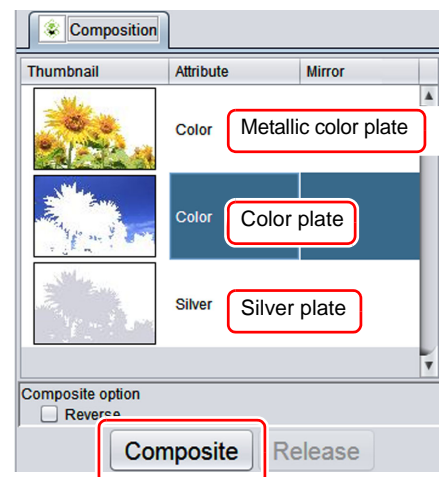 Composition
Thumbnail Attribute Mirror
Color Metallic color plate
Color Color plate
Silver Silver plate
Composite option
Reverse
Composite Release